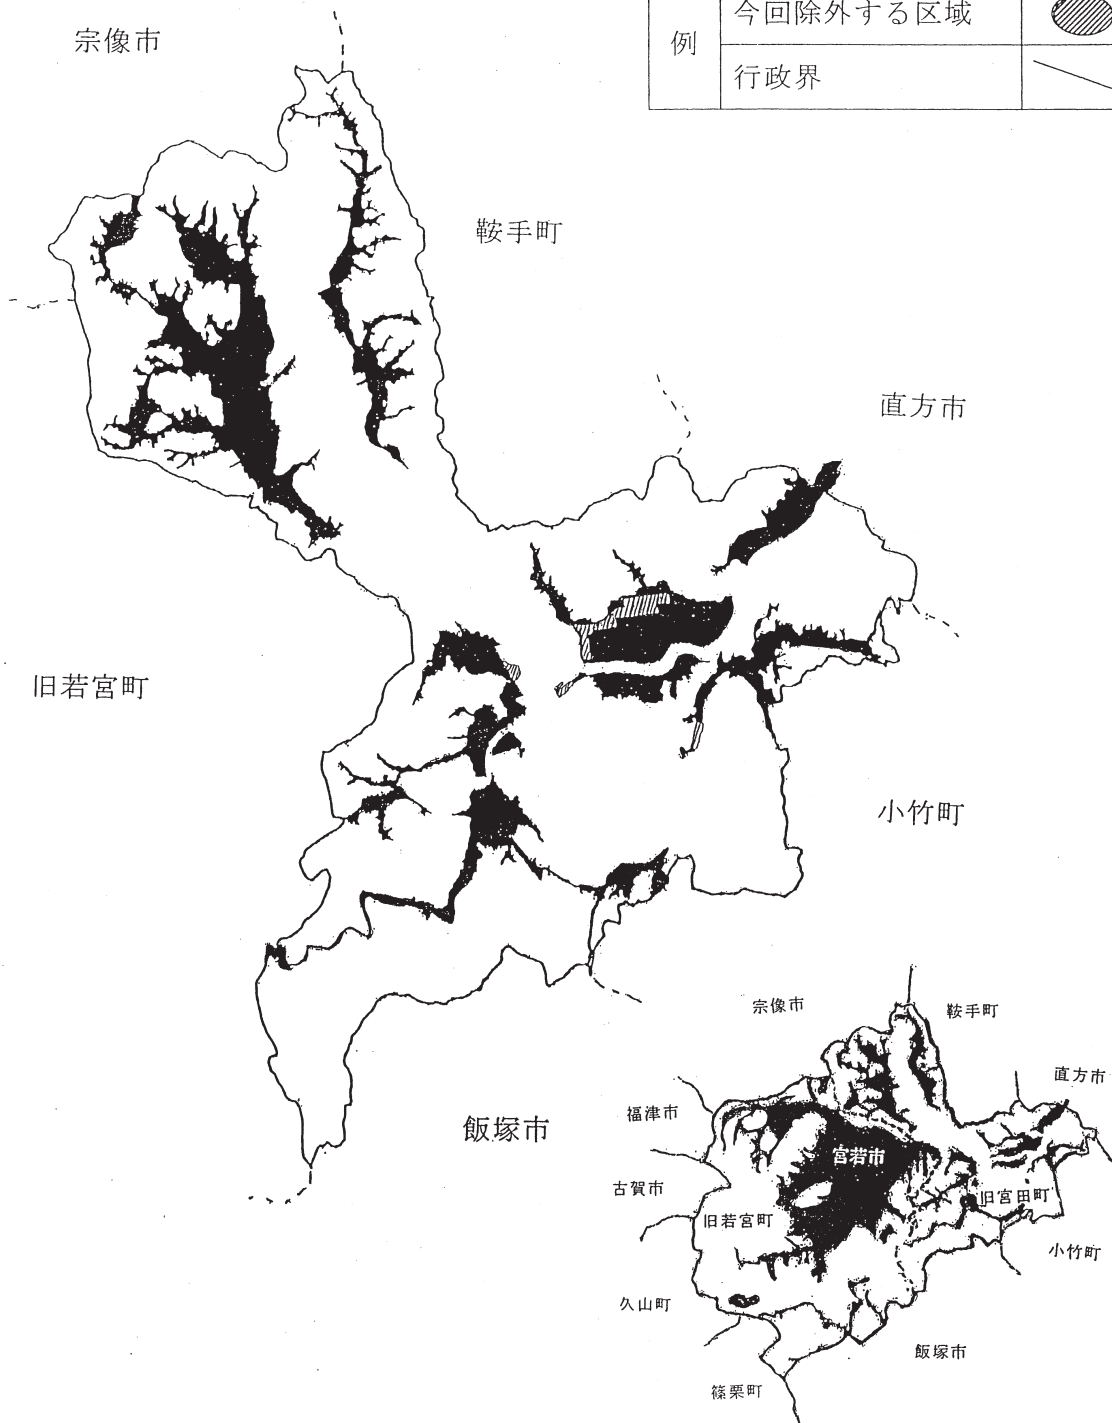 今回除外する区域
例
行政界
宗像市
鞍手町
直方市
旧若宮町
小竹町
飯塚市
宗像市
鞍手町
直方市
福津市
宮若市
古賀市
旧宮田町
旧若宮町
小竹町
久山町
飯塚市
篠栗町